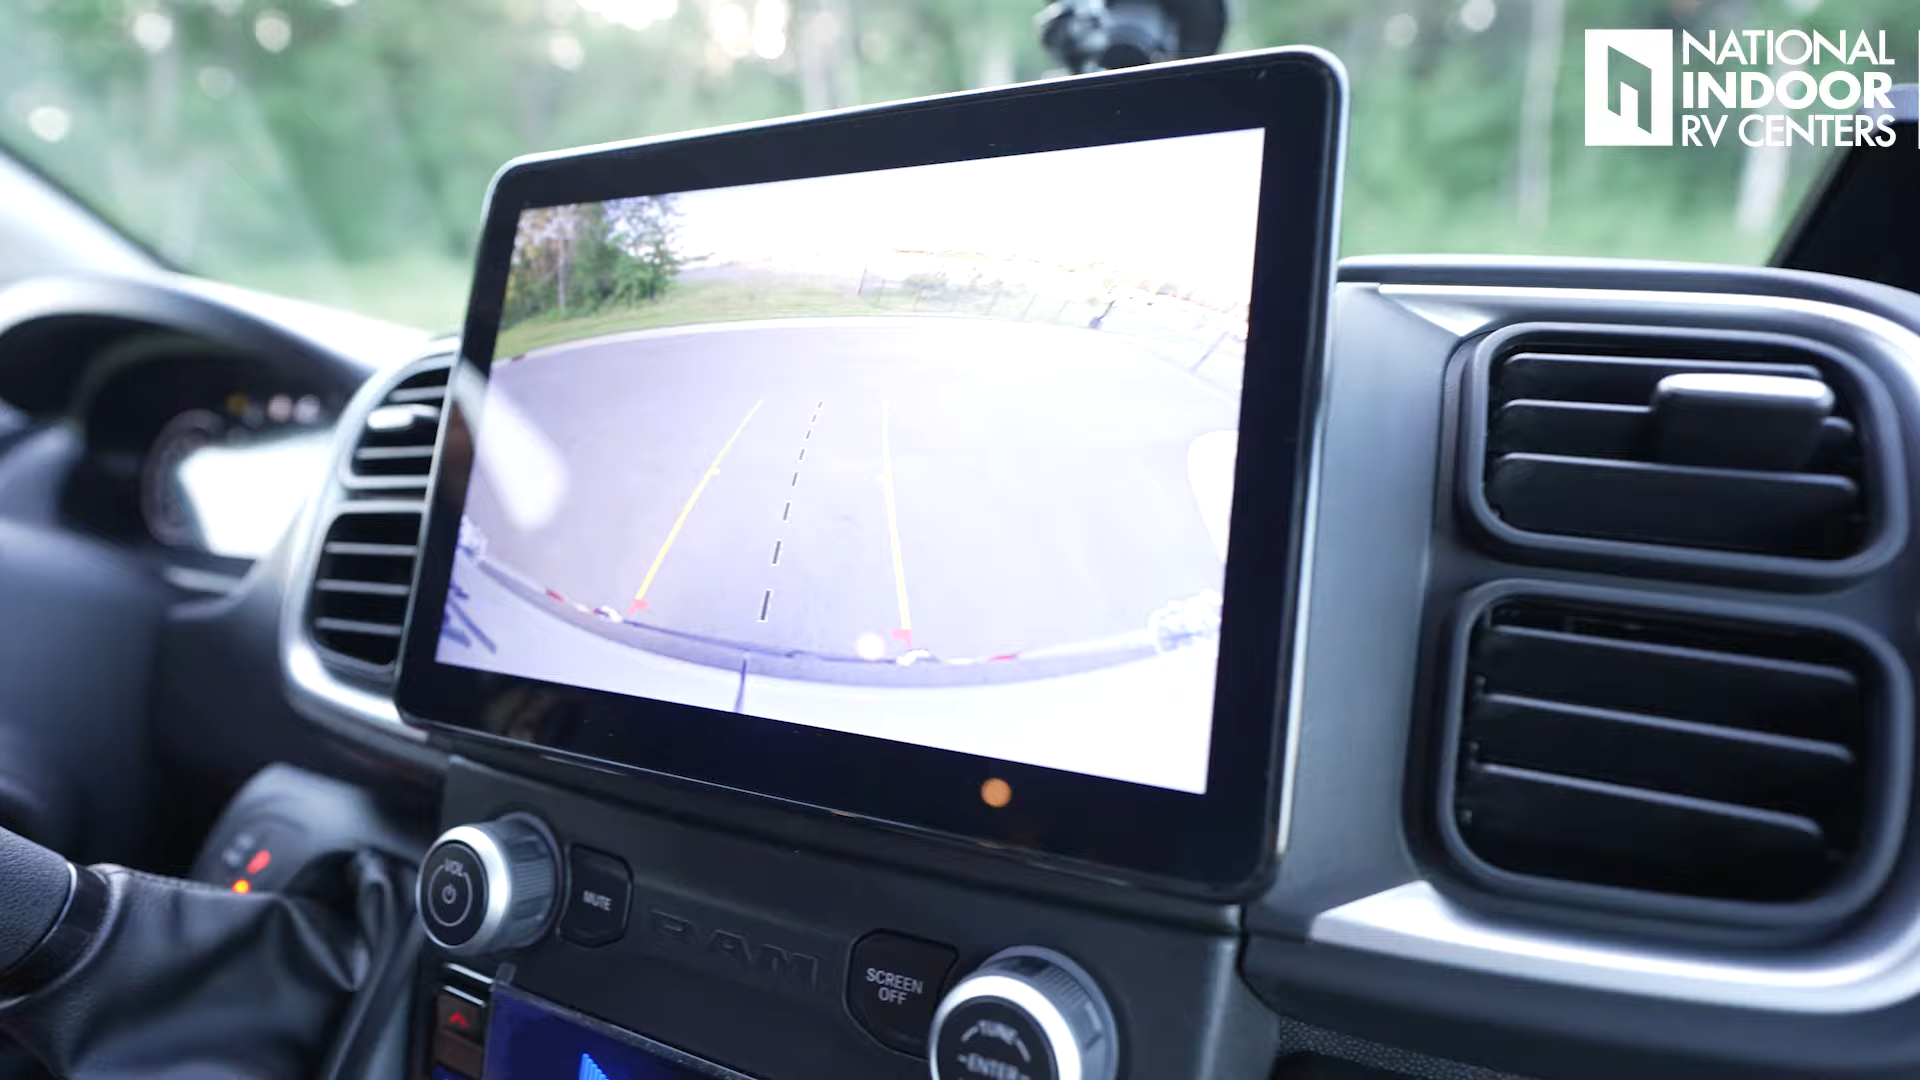 NATIONAL
INDOOR
RV CENTERS
VOL
MUTE
RAM
SCREEN
OFF
TUNE
ENTER